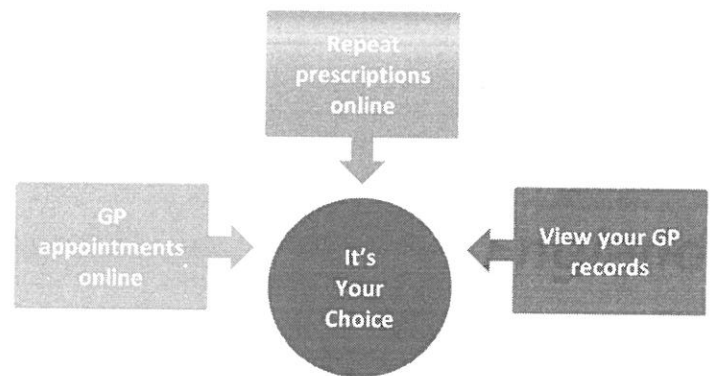 Repeat
prescriptions
online
GP
appointments
online
It's
Your
Choice
View your GP
records